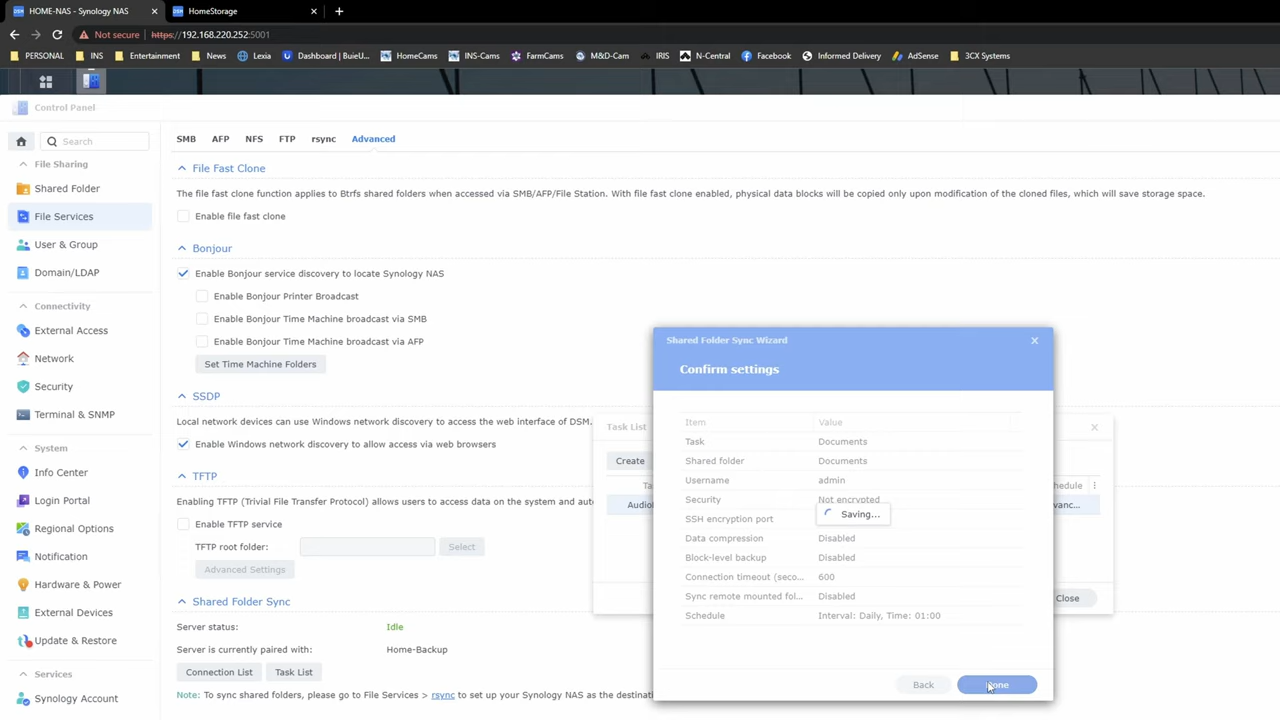 HOME-NAS - Synology NAS
HomeStorage
Not secure https://192.168.220.252:5001
PERSONAL INS Entertainment News Lexia Dashboard | BuieU... HomeCams INS-Cams FarmCams M&D-Cam IRIS N-Central Facebook Informed Delivery AdSense 3CX Systems
Control Panel
Search
File Sharing
Shared Folder
File Services
User & Group
Domain/LDAP
Connectivity
External Access
Network
Security
Terminal & SNMP
System
Info Center
Login Portal
Regional Options
Notification
Hardware & Power
External Devices
Update & Restore
Services
Synology Account
SMB AFP NFS FTP rsync Advanced
File Fast Clone
The file fast clone function applies to Btrfs shared folders when accessed via SMB/AFP/File Station. With file fast clone enabled, physical data blocks will be copied only upon modification of the cloned files, which will save storage space.
Enable file fast clone
Bonjour
Enable Bonjour service discovery to locate Synology NAS
Enable Bonjour Printer Broadcast
Enable Bonjour Time Machine broadcast via SMB
Enable Bonjour Time Machine broadcast via AFP
Set Time Machine Folders
SSDP
Local network devices can use Windows network discovery to access the web interface of DSM.
Enable Windows network discovery to allow access via web browsers
TFTP
Enabling TFTP (Trivial File Transfer Protocol) allows users to access data on the system and
Enable TFTP service
TFTP root folder: Select
Advanced Settings
Shared Folder Sync
Server status: Idle
Server is currently paired with: Home-Backup
Connection List Task List
Note: To sync shared folders, please go to File Services > rsync to set up your Synology NAS as the
Task List
Create
Close
Shared Folder Sync Wizard
Confirm settings
Item Value
Task Documents
Shared folder Documents
Username admin
Security Not encrypted
SSH encryption port
Saving...
Data compression Disabled
Block-level backup Disabled
Connection timeout (seco... 600
Sync remote mounted fol... Disabled
Schedule Interval: Daily, Time: 01:00
Back Done